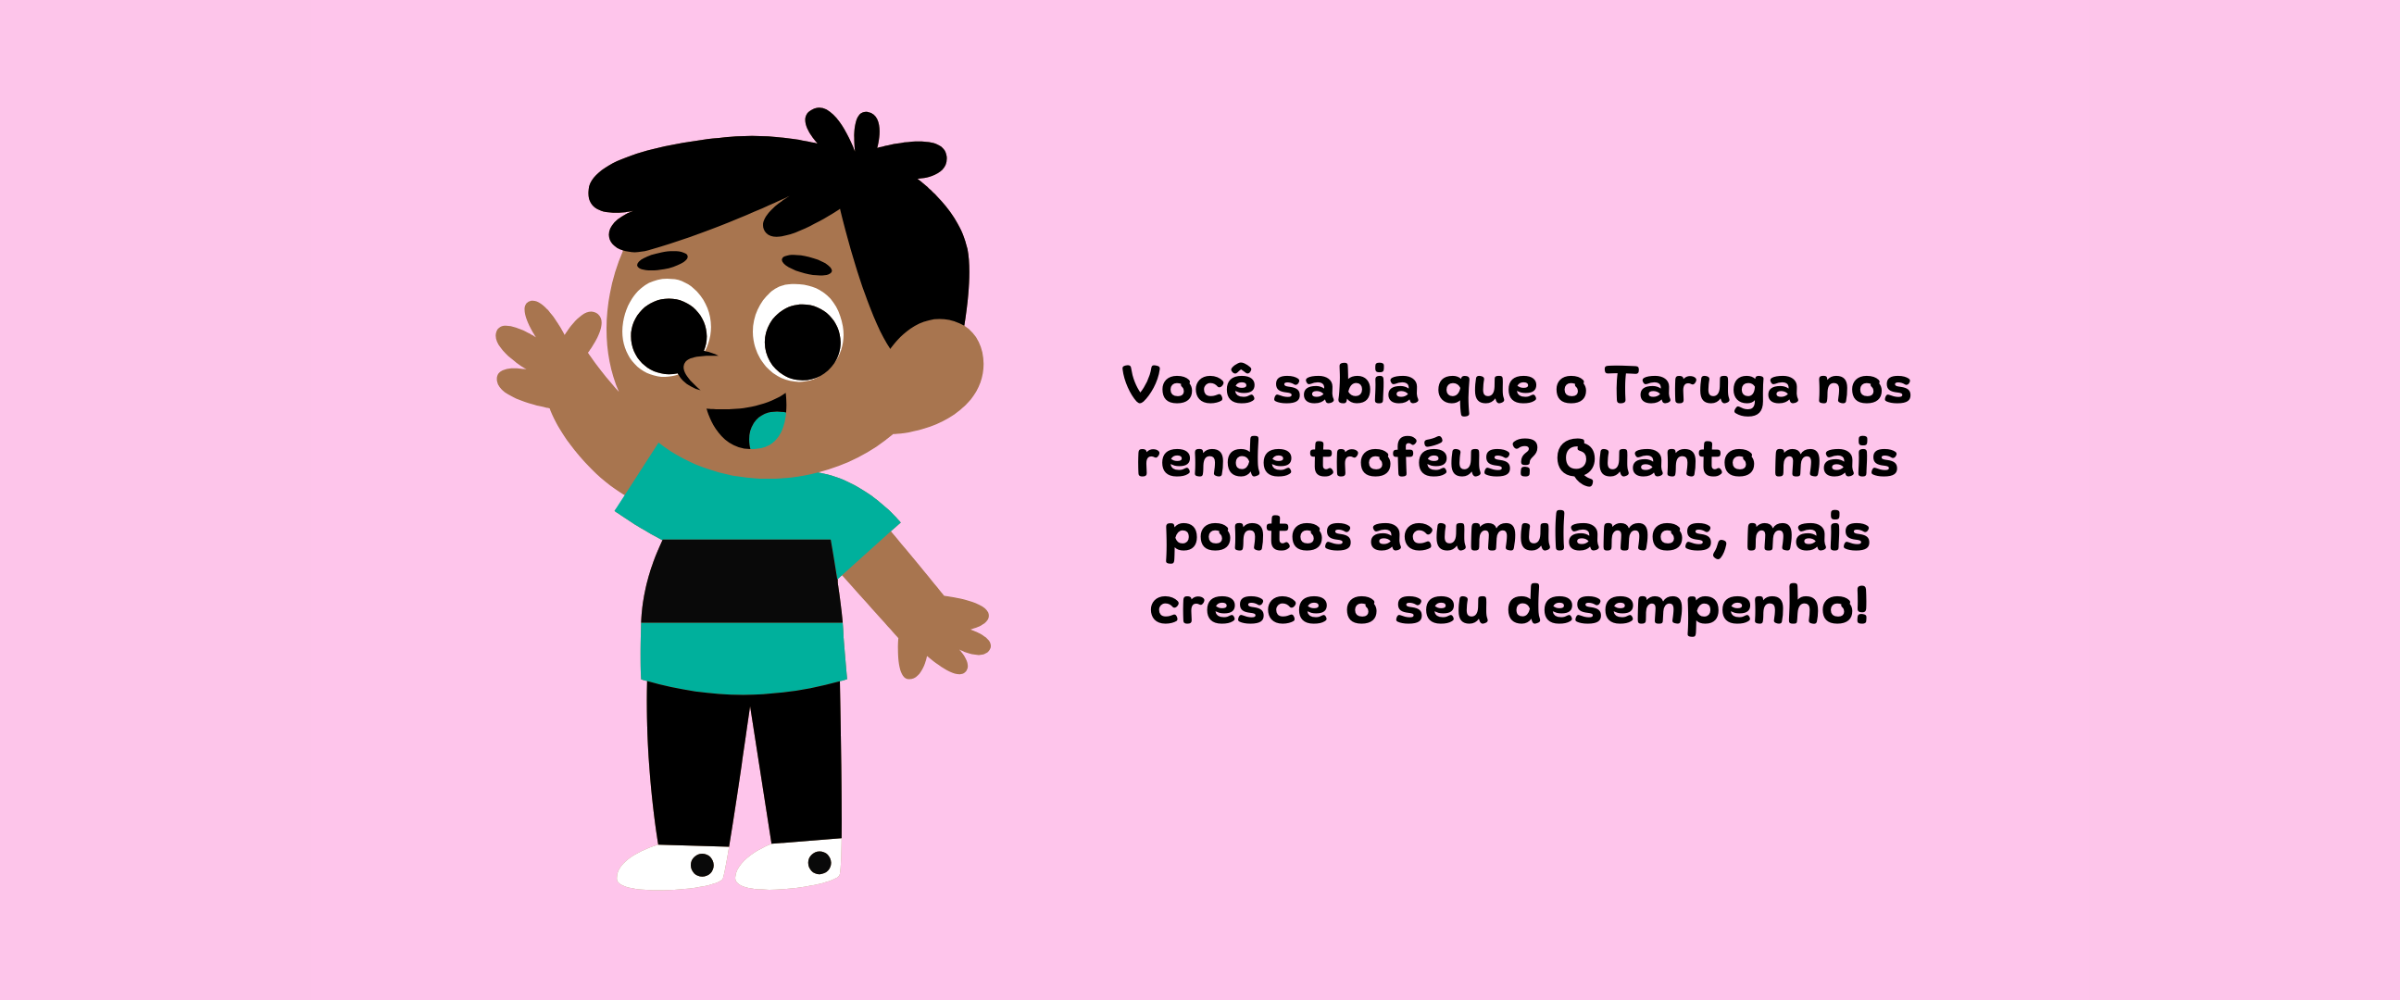 Você sabia que o Taruga nos
rende troféus? Quanto mais
pontos acumulamos, mais
cresce o seu desempenho!